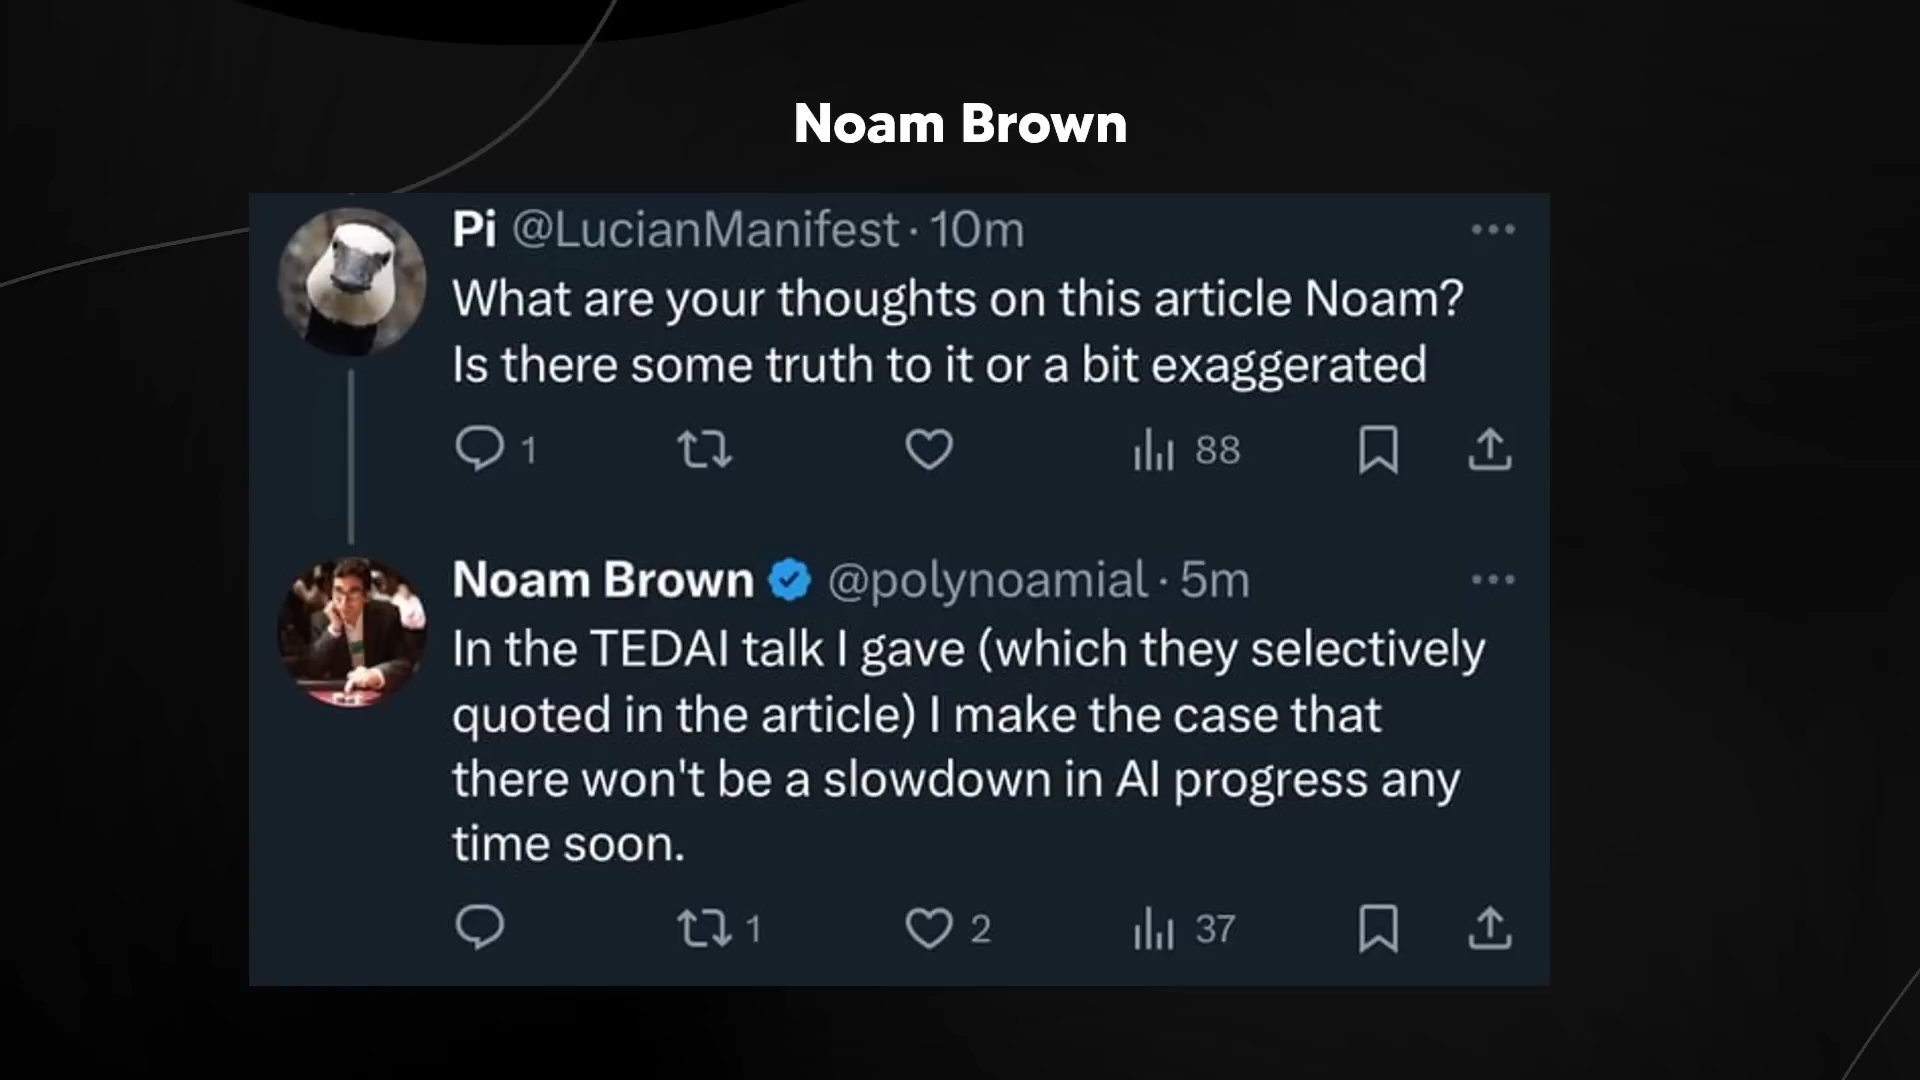 Noam Brown
Pi @LucianManifest · 10m
What are your thoughts on this article Noam?
Is there some truth to it or a bit exaggerated
1 88
Noam Brown @polynoamial · 5m
In the TEDAI talk I gave (which they selectively
quoted in the article) I make the case that
there won't be a slowdown in AI progress any
time soon.
1 2 37